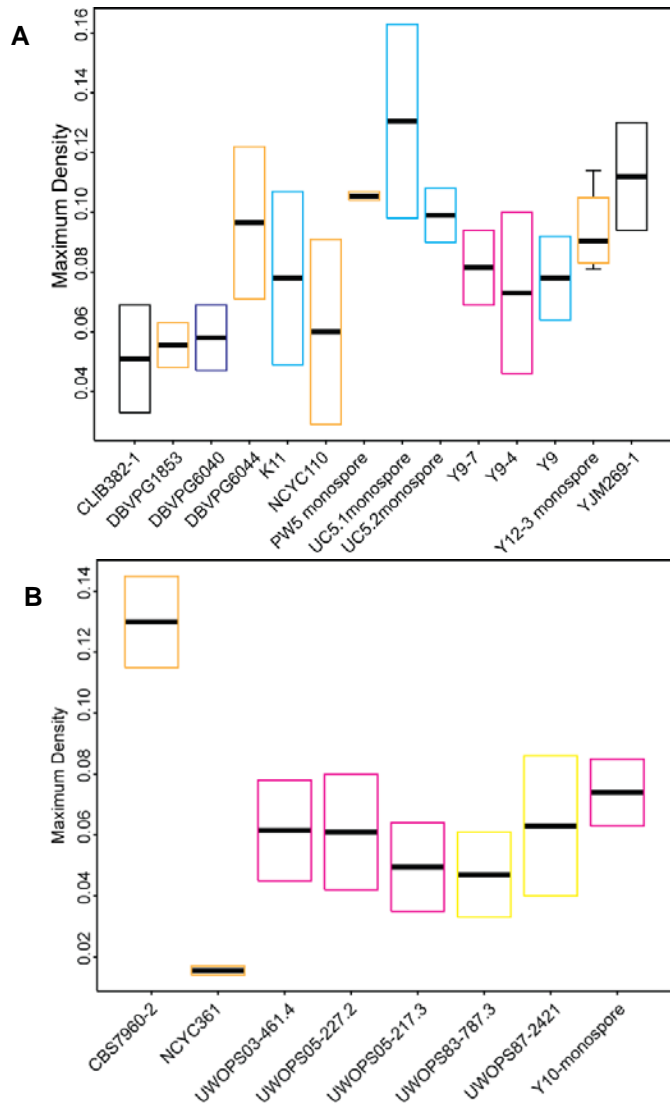 A
Maximum Density
0.16
0.14
0.12
0.10
0.08
0.06
0.04
CLIB382-1
DBVPG1853
DBVPG6040
DBVPG6044
K11
NCYC110
PW5 monospore
UC5.1monospore
UC5.2monospore
Y9-7
Y9-4
Y9
Y12-3 monospore
YJM269-1
B
Maximum Density
0.14
0.12
0.10
0.08
0.06
0.04
0.02
CBS7960-2
NCYC361
UWOPS03-461.4
UWOPS05-227.2
UWOPS05-217.3
UWOPS83-787.3
UWOPS87-2421
Y10-monospore